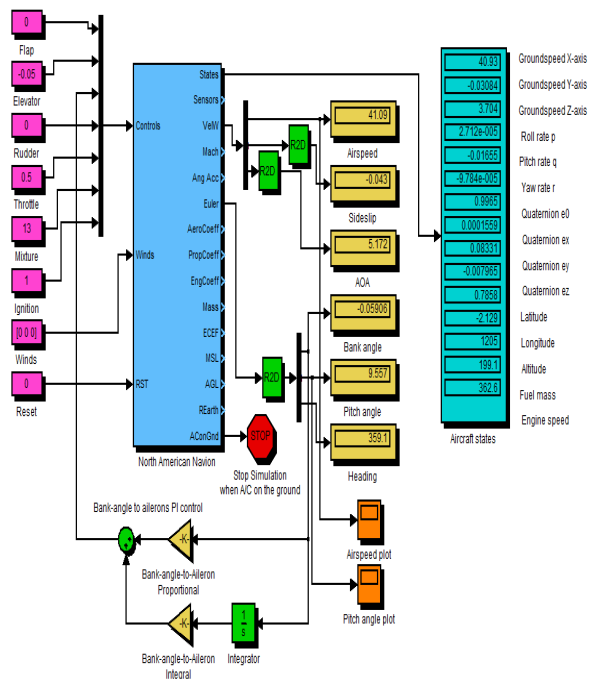 0
Flap
-0.05
Elevator
0
Rudder
0.5
Throttle
13
Mixture
1
Ignition
[0 0 0]
Winds
0
Reset
Controls
Winds
RST
States
Sensors
VelW
Mach
Ang Acc
Euler
AeroCoeff
PropCoeff
EngCoeff
Mass
ECEF
MSL
AGL
REarth
AConGnd
North American Navion
R2D
R2D
R2D
STOP
Stop Simulation
when A/C on the ground
41.09
Airspeed
-0.043
Sideslip
5.172
AOA
-0.05906
Bank angle
9.557
Pitch angle
359.1
Heading
Airspeed plot
Pitch angle plot
40.93
-0.03084
3.704
2.712e-005
-0.01655
-9.784e-005
0.9965
0.0001559
0.08331
-0.007965
0.7858
-2.129
1205
199.1
362.6
Aircraft states
Groundspeed X-axis
Groundspeed Y-axis
Groundspeed Z-axis
Roll rate p
Pitch rate q
Yaw rate r
Quaternion e0
Quaternion ex
Quaternion ey
Quaternion ez
Latitude
Longitude
Altitude
Fuel mass
Engine speed
Bank-angle to ailerons PI control
-K-
Bank-angle-to-Aileron
Proportional
-K-
Bank-angle-to-Aileron
Integral
1
s
Integrator